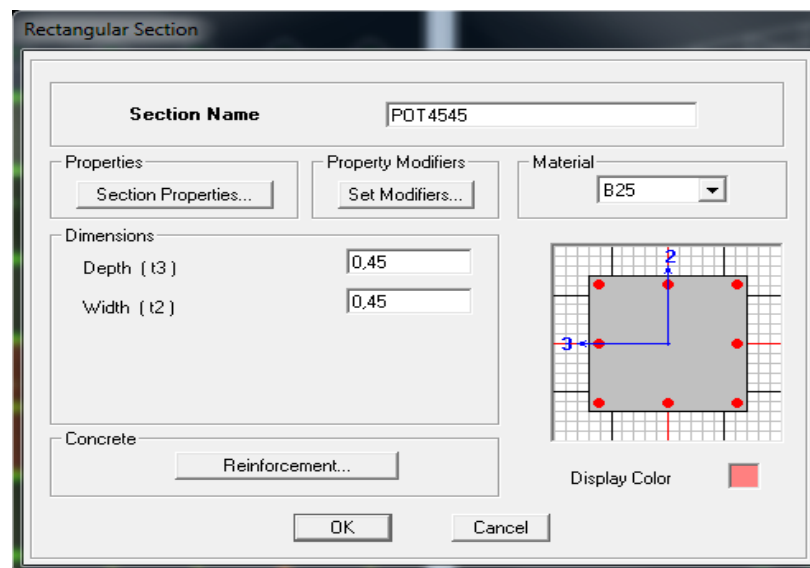 Rectangular Section
Section Name POT4545
Properties Property Modifiers Material
Section Properties... Set Modifiers... B25
Dimensions
Depth ( t3 ) 0,45
Width ( t2 ) 0,45
2
3
Concrete
Reinforcement...
Display Color
OK Cancel